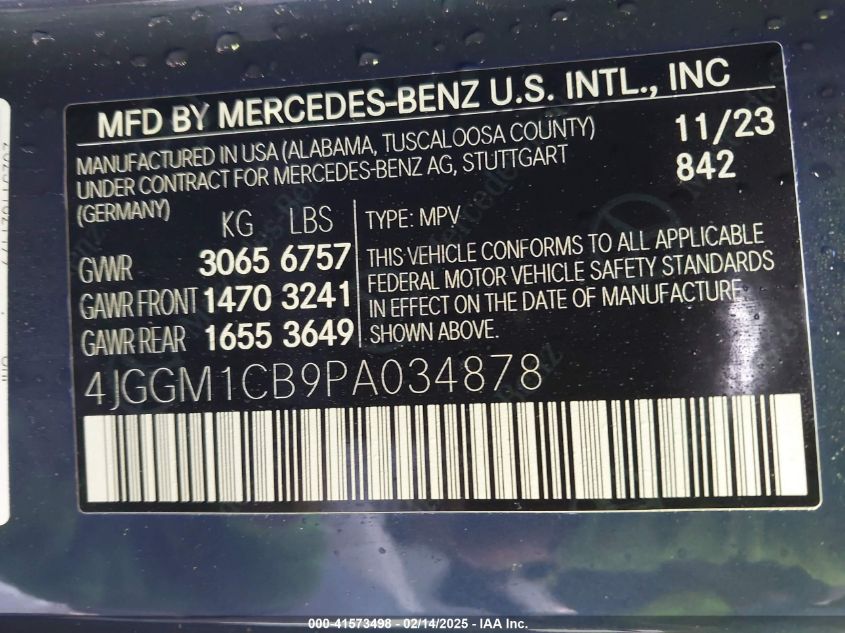 MFD BY MERCEDES-BENZ U.S. INTL., INC
MANUFACTURED IN USA (ALABAMA, TUSCALOOSA COUNTY)
UNDER CONTRACT FOR MERCEDES-BENZ AG, STUTTGART
(GERMANY)
11/23
842
KG LBS
GVWR 3065 6757
GAWR FRONT 1470 3241
GAWR REAR 1655 3649
TYPE: MPV
THIS VEHICLE CONFORMS TO ALL APPLICABLE
FEDERAL MOTOR VEHICLE SAFETY STANDARDS
IN EFFECT ON THE DATE OF MANUFACTURE
SHOWN ABOVE.
4JGGM1CB9PA034878
000-41573498 - 02/14/2025 - IAA Inc.